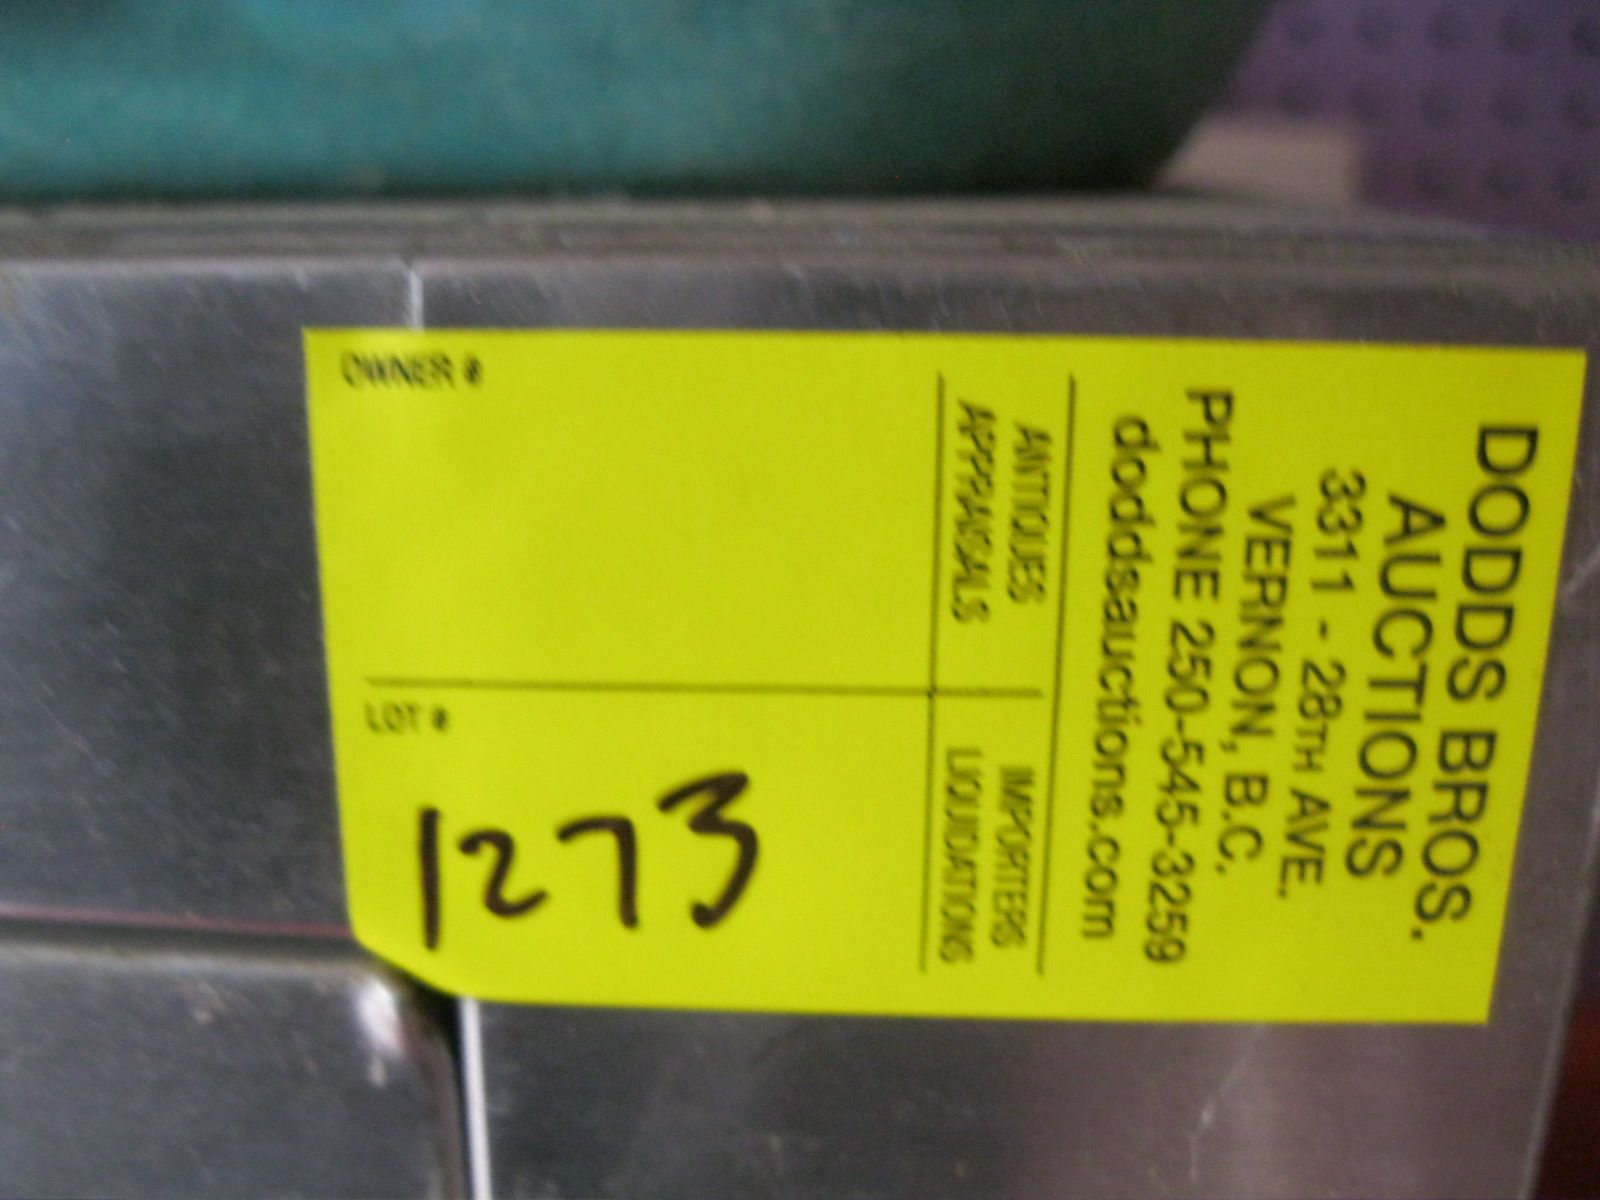 DODDS BROS.
AUCTIONS
3311 - 28TH AVE.
VERNON, B.C.
PHONE 250-545-3259
doddsauctions.com
ANTIQUES
APPRAISALS
IMPORTERS
LIQUIDATIONS
OWNER #
LOT #
1273